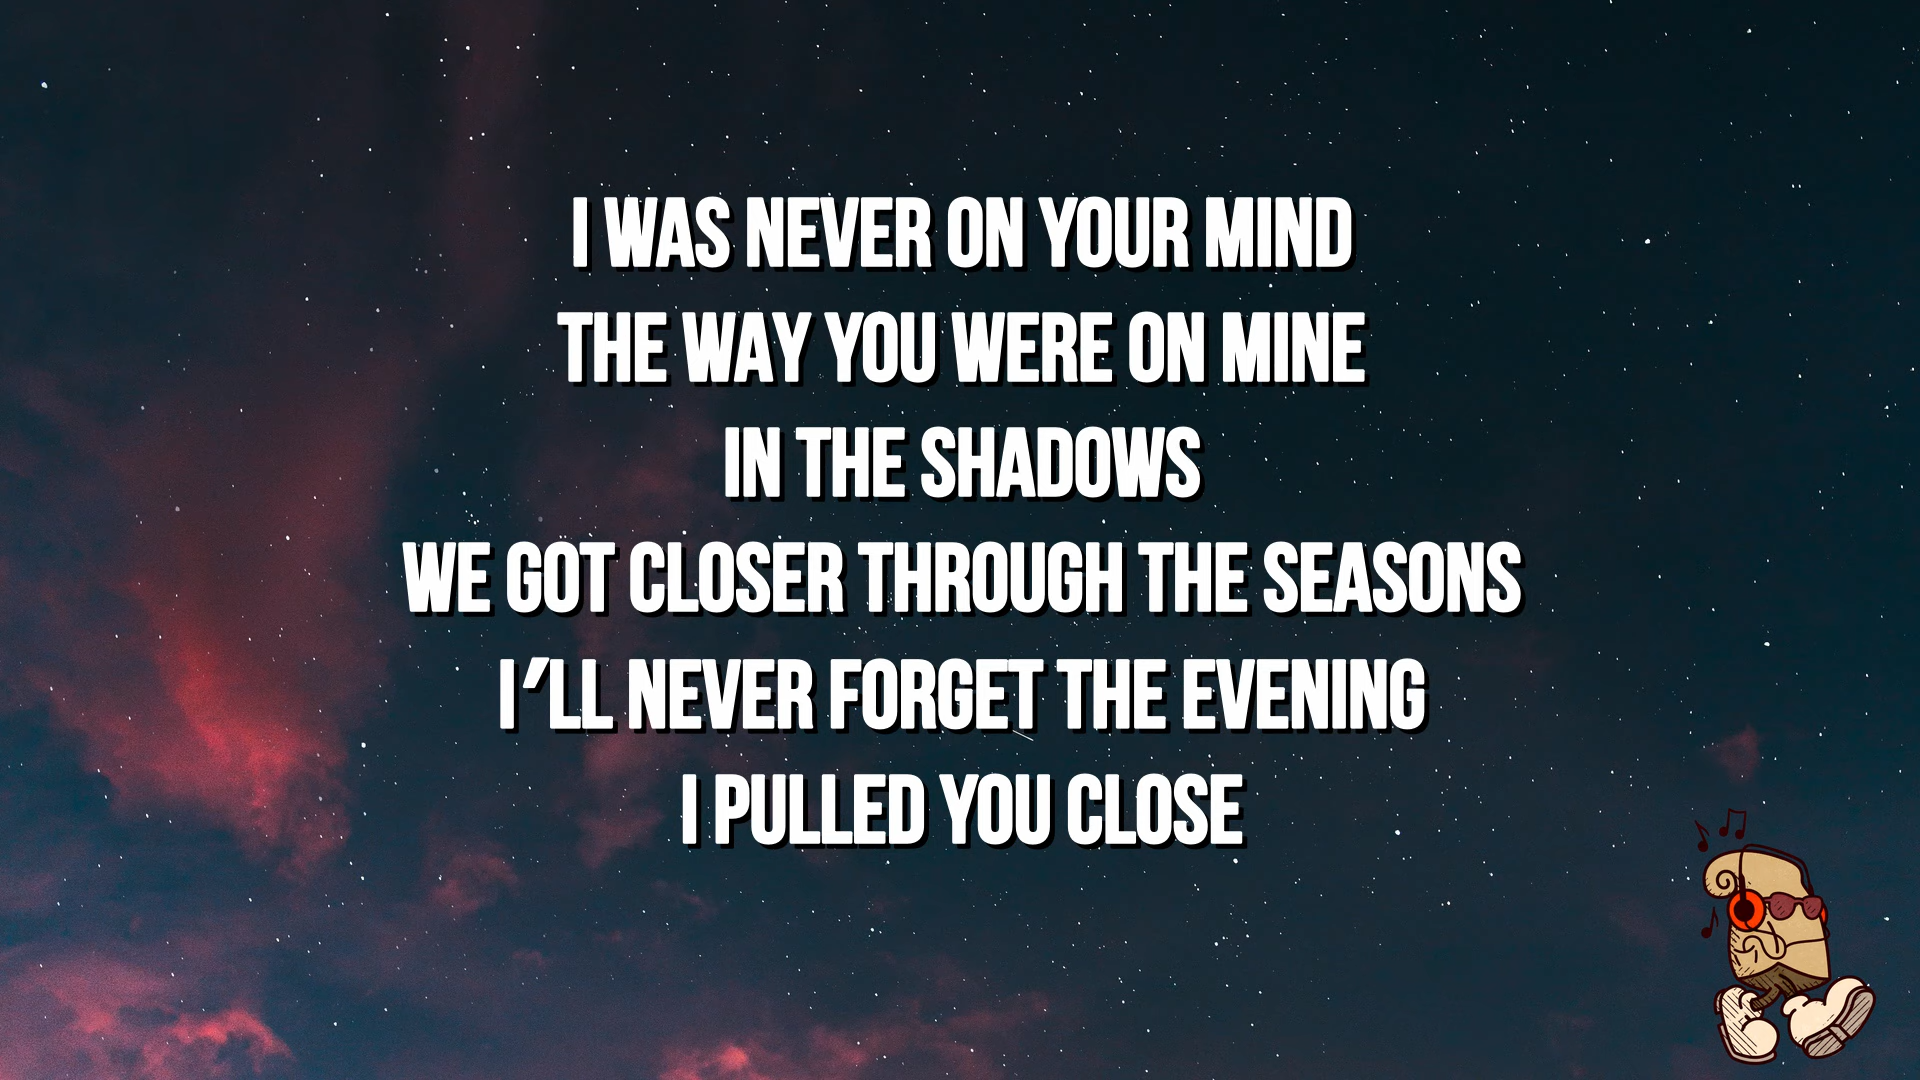 I WAS NEVER ON YOUR MIND
THE WAY YOU WERE ON MINE
IN THE SHADOWS
WE GOT CLOSER THROUGH THE SEASONS
I'LL NEVER FORGET THE EVENING
I PULLED YOU CLOSE